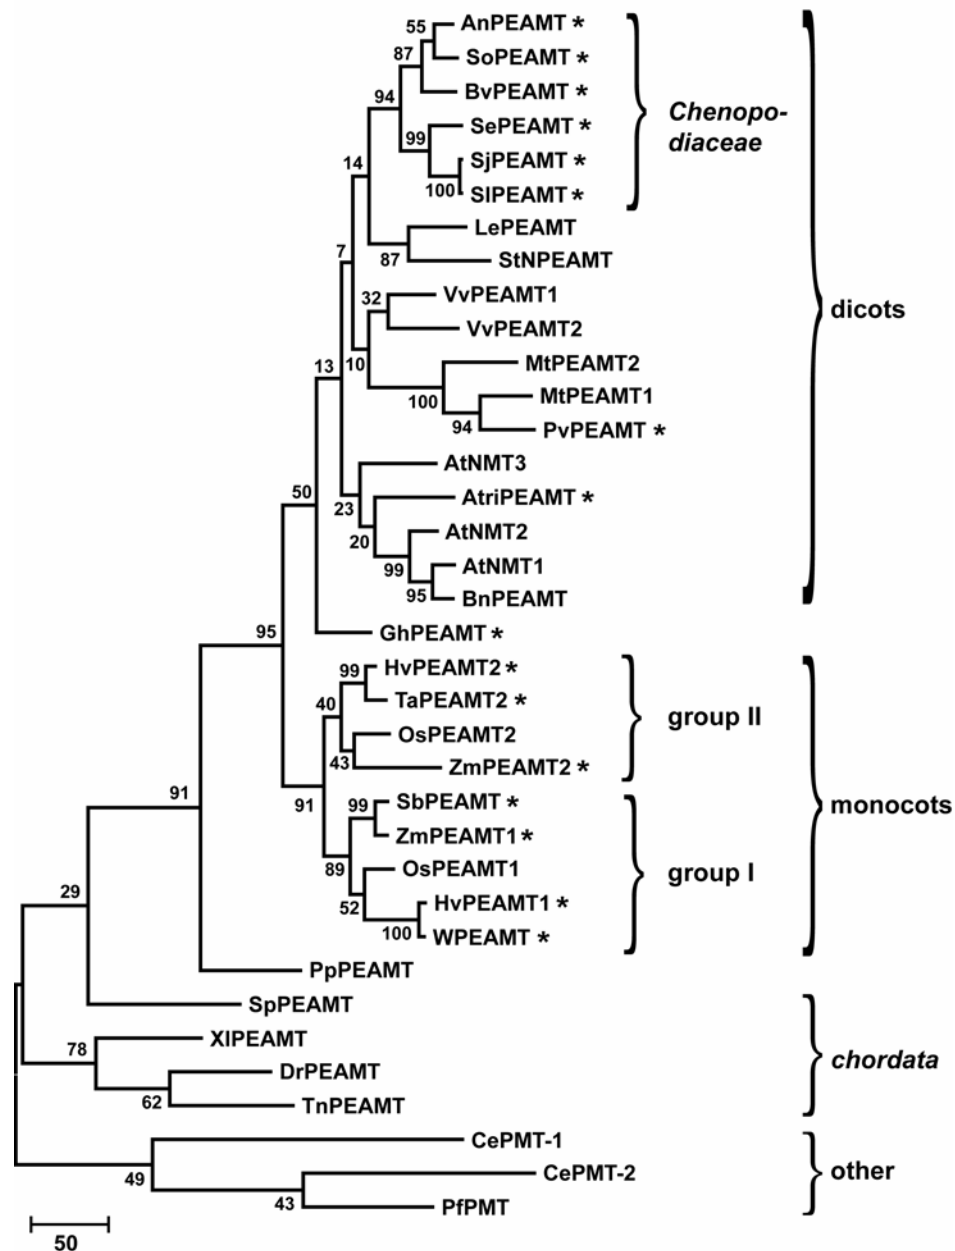 55
AnPEAMT *
SoPEAMT *
87
BvPEAMT *
94
SePEAMT *
99
SjPEAMT *
100
SlPEAMT *
Chenopo-
diaceae
14
LePEAMT
87
StNPEAMT
7
VvPEAMT1
32
VvPEAMT2
10
MtPEAMT2
100
MtPEAMT1
94
PvPEAMT *
13
AtNMT3
23
AtriPEAMT *
20
AtNMT2
99
AtNMT1
95
BnPEAMT
50
GhPEAMT *
dicots
95
HvPEAMT2 *
99
TaPEAMT2 *
40
OsPEAMT2
43
ZmPEAMT2 *
group II
91
SbPEAMT *
99
ZmPEAMT1 *
89
OsPEAMT1
52
HvPEAMT1 *
100
WPEAMT *
group I
monocots
91
PpPEAMT
29
SpPEAMT
XlPEAMT
78
DrPEAMT
62
TnPEAMT
chordata
CePMT-1
49
CePMT-2
43
PfPMT
other
50